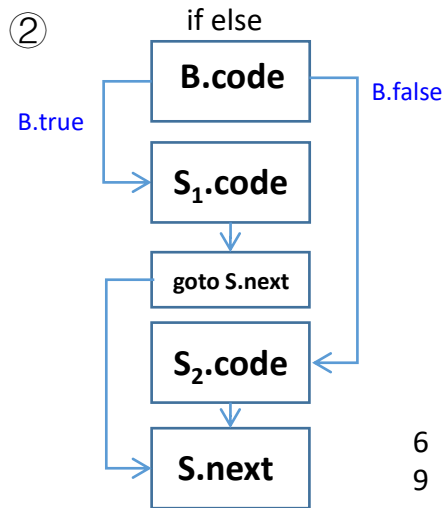 ②
if else
B.code
B.true
B.false
S₁.code
goto S.next
S₂.code
S.next
6
9